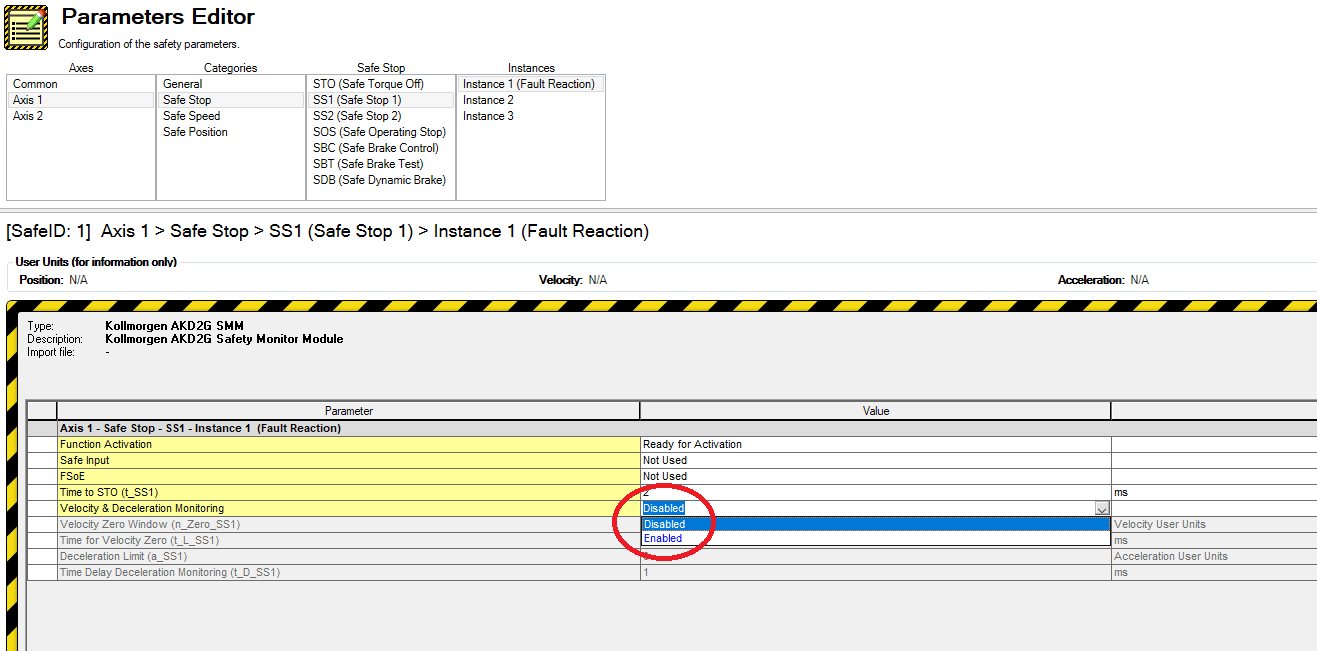 Parameters Editor
Configuration of the safety parameters.
Axes Categories Safe Stop Instances
Common General STO (Safe Torque Off) Instance 1 (Fault Reaction)
Axis 1 Safe Stop SS1 (Safe Stop 1) Instance 2
Axis 2 Safe Speed SS2 (Safe Stop 2) Instance 3
Safe Position SOS (Safe Operating Stop)
SBC (Safe Brake Control)
SBT (Safe Brake Test)
SDB (Safe Dynamic Brake)
[SafeID: 1] Axis 1 > Safe Stop > SS1 (Safe Stop 1) > Instance 1 (Fault Reaction)
User Units (for information only)
Position: N/A Velocity: N/A Acceleration: N/A
Type: Kollmorgen AKD2G SMM
Description: Kollmorgen AKD2G Safety Monitor Module
Import file: -
Parameter Value
Axis 1 - Safe Stop - SS1 - Instance 1 (Fault Reaction)
Function Activation Ready for Activation
Safe Input Not Used
FSoE Not Used
Time to STO (t_SS1) 2 ms
Velocity & Deceleration Monitoring Disabled
Velocity Zero Window (n_Zero_SS1) Disabled Velocity User Units
Time for Velocity Zero (t_L_SS1) Enabled ms
Deceleration Limit (a_SS1) Acceleration User Units
Time Delay Deceleration Monitoring (t_D_SS1) 1 ms